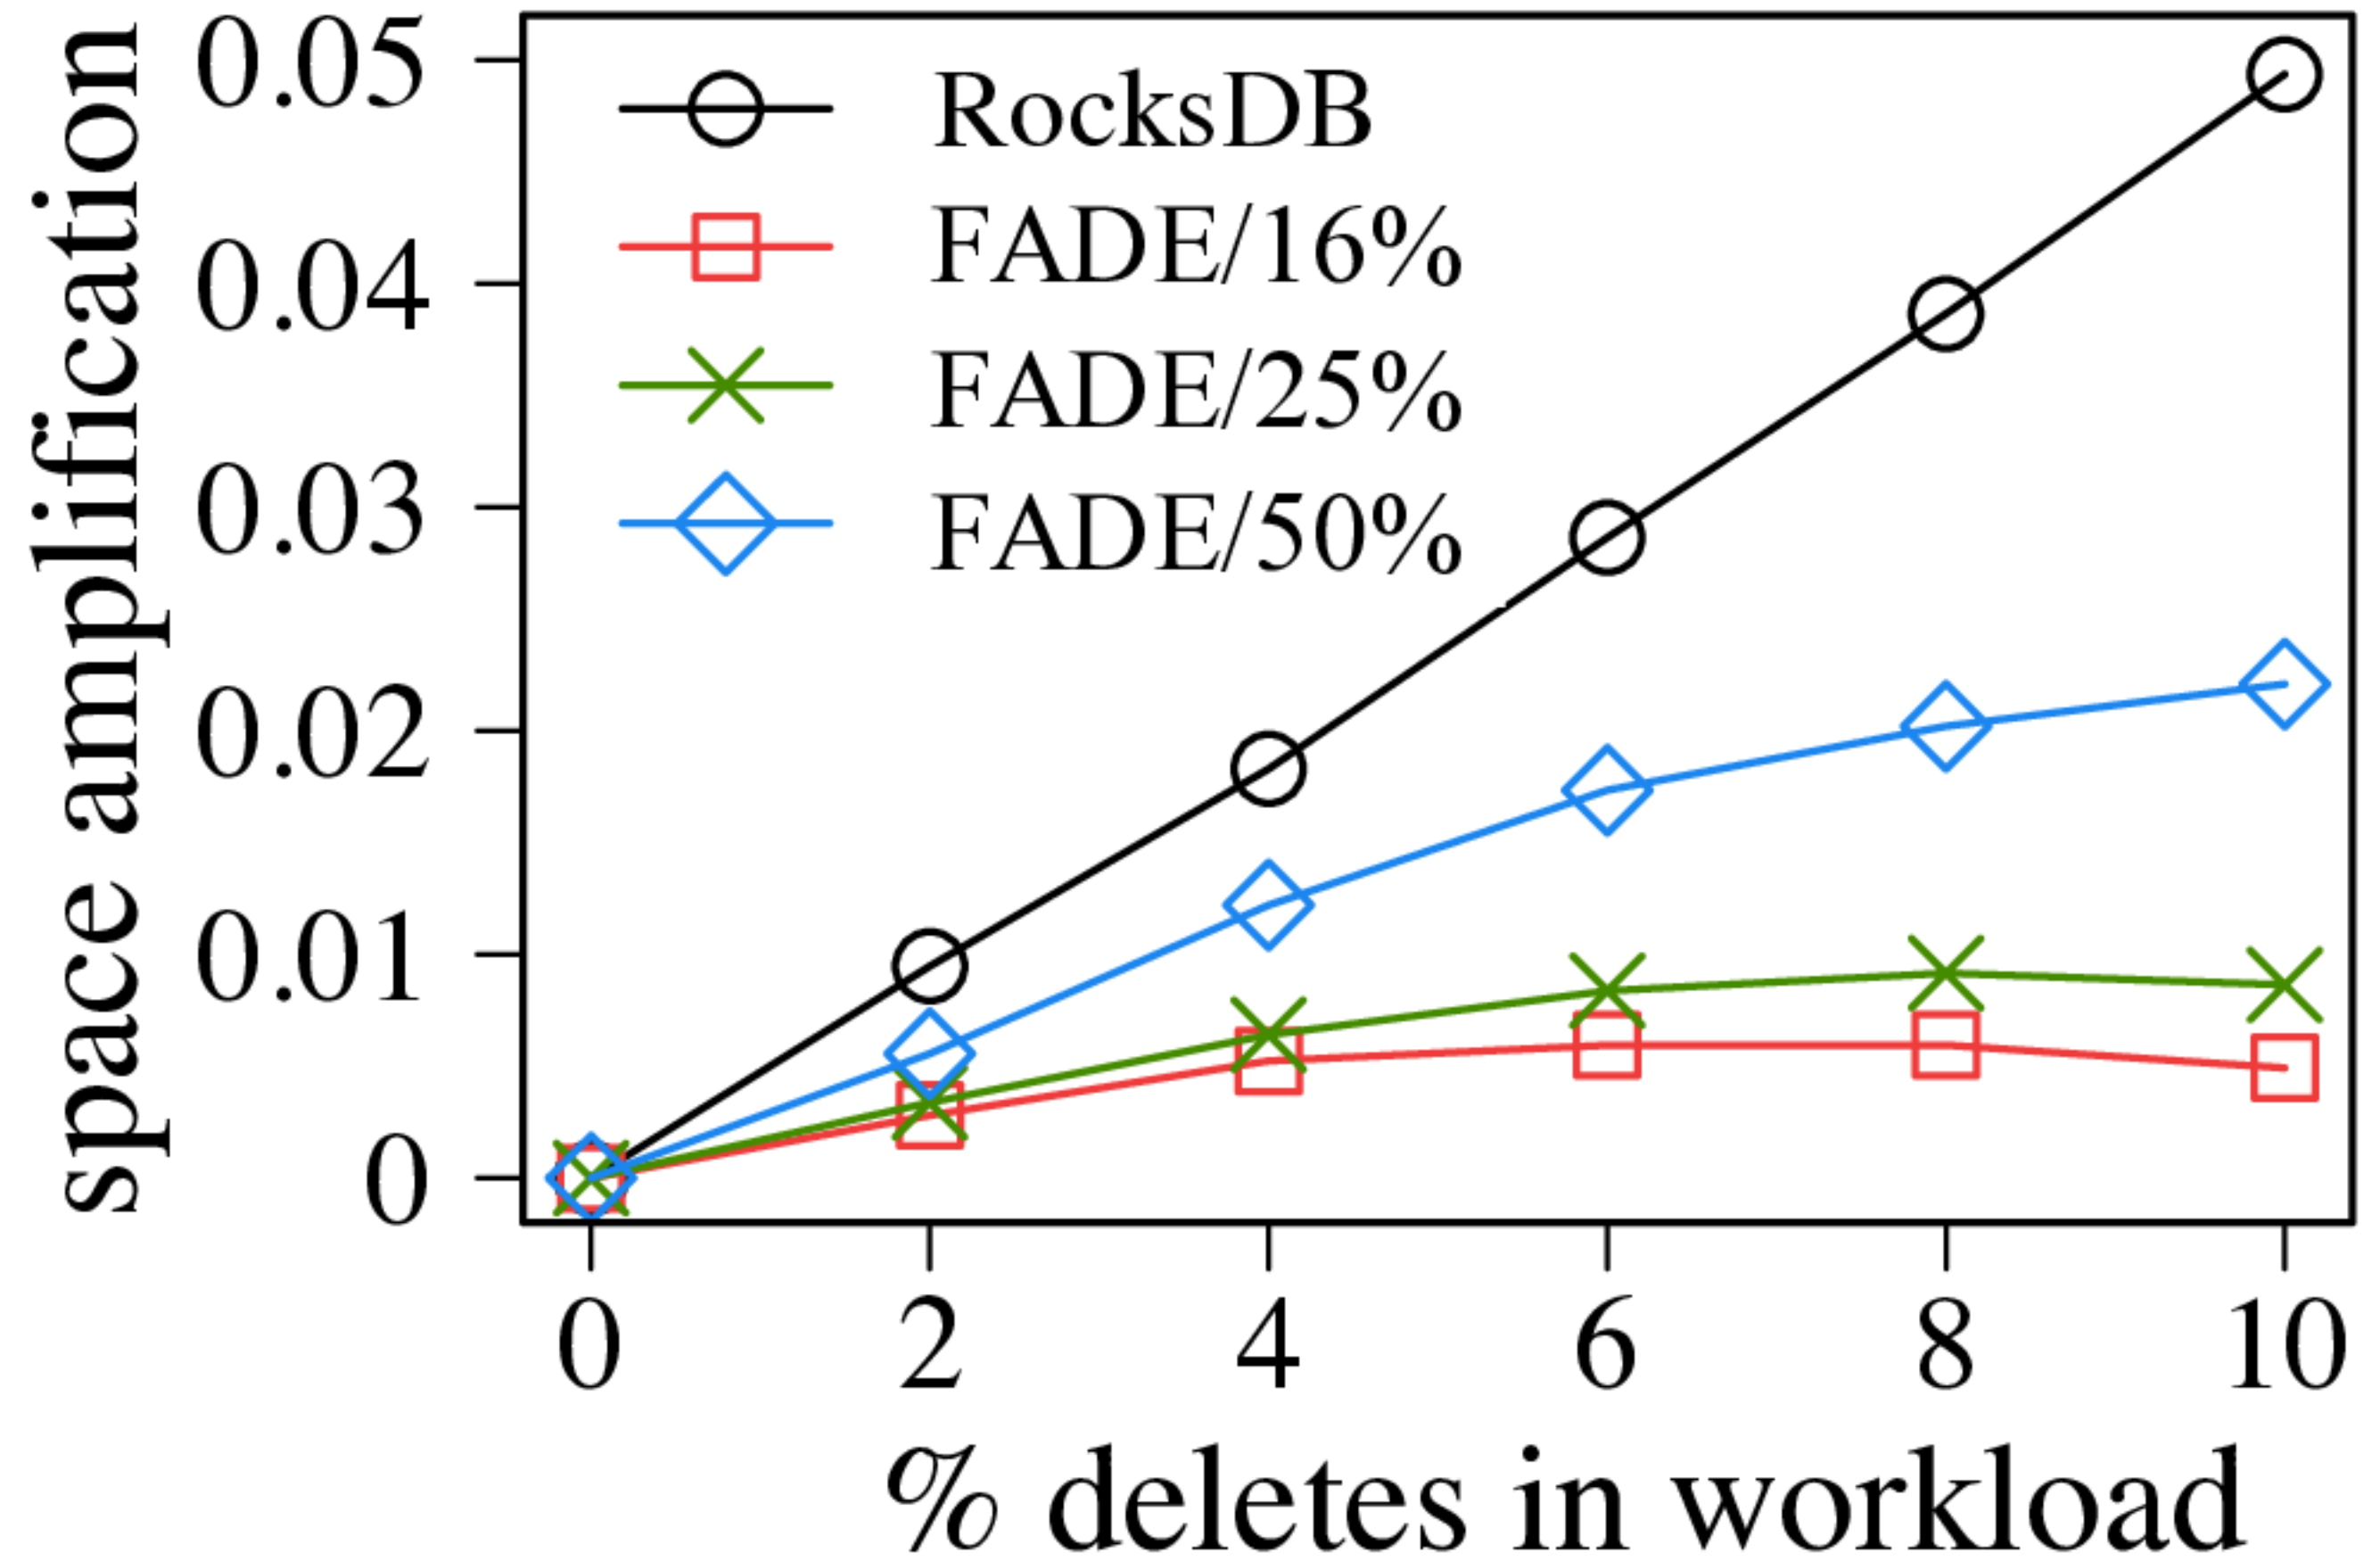 space amplification
0.05
0.04
0.03
0.02
0.01
0
RocksDB
FADE/16%
FADE/25%
FADE/50%
0 2 4 6 8 10
% deletes in workload